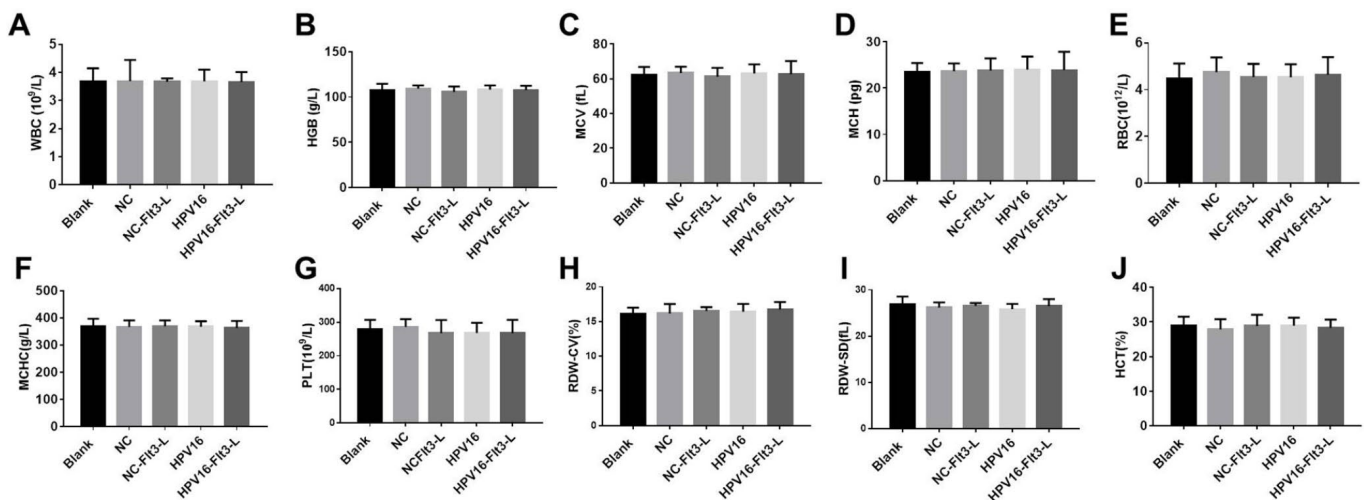 A
WBC (10⁹/L)
5
4
3
2
1
0
Blank
NC
NC-Flt3-L
HPV16
HPV16-Flt3-L
B
HGB (g/L)
150
100
50
0
Blank
NC
NC-Flt3-L
HPV16
HPV16-Flt3-L
C
MCV (fL)
80
60
40
20
0
Blank
NC
NC-Flt3-L
HPV16
HPV16-Flt3-L
D
MCH (pg)
30
20
10
0
Blank
NC
NC-Flt3-L
HPV16
HPV16-Flt3-L
E
RBC(10¹²/L)
6
4
2
0
Blank
NC
NC-Flt3-L
HPV16
HPV16-Flt3-L
F
MCHC(g/L)
500
400
300
200
100
0
Blank
NC
NC-Flt3-L
HPV16
HPV16-Flt3-L
G
PLT(10⁹/L)
400
300
200
100
0
Blank
NC
NCFlt3-L
HPV16
HPV16-Flt3-L
H
RDW-CV(%)
20
15
10
5
0
Blank
NC
NC-Flt3-L
HPV16
HPV16-Flt3-L
I
RDW-SD(fL)
30
20
10
0
Blank
NC
NC-Flt3-L
HPV16
HPV16-Flt3-L
J
HCT(%)
40
30
20
10
0
Blank
NC
NC-Flt3-L
HPV16
HPV16-Flt3-L